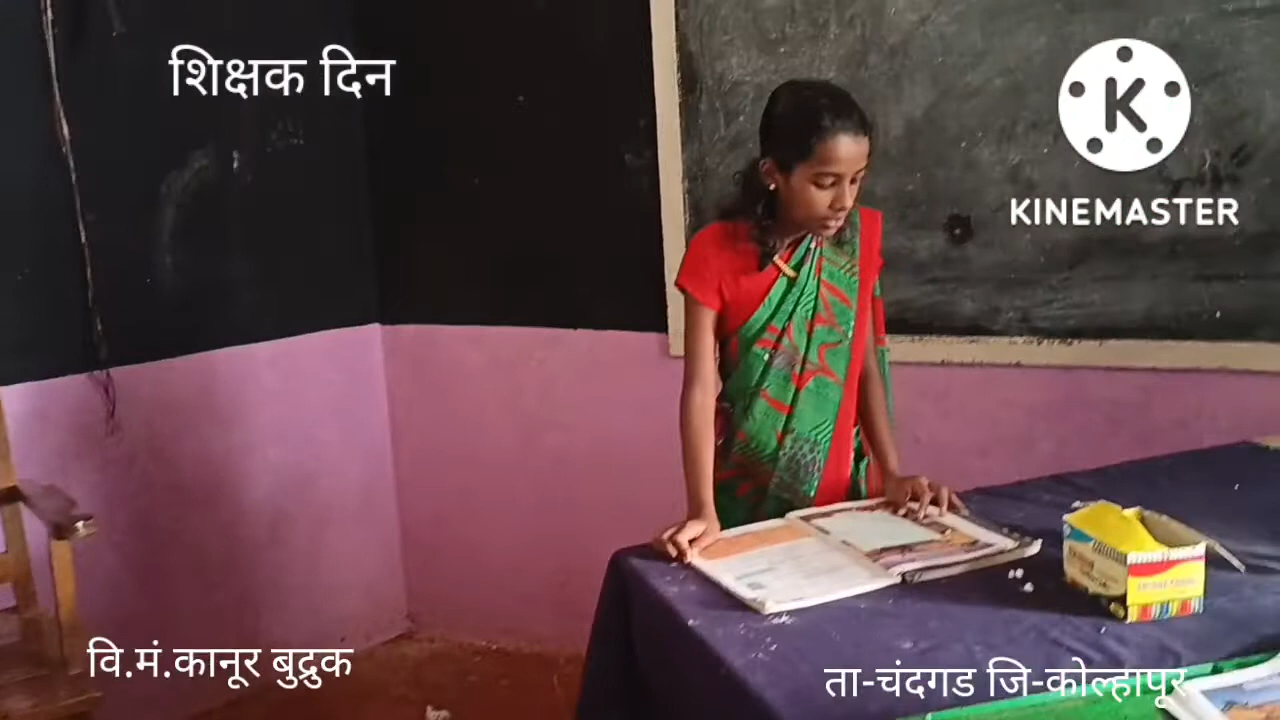 शिक्षक दिन
KINEMASTER
वि.मं.कानूर बुद्रुक
ता-चंदगड जि-कोल्हापूर